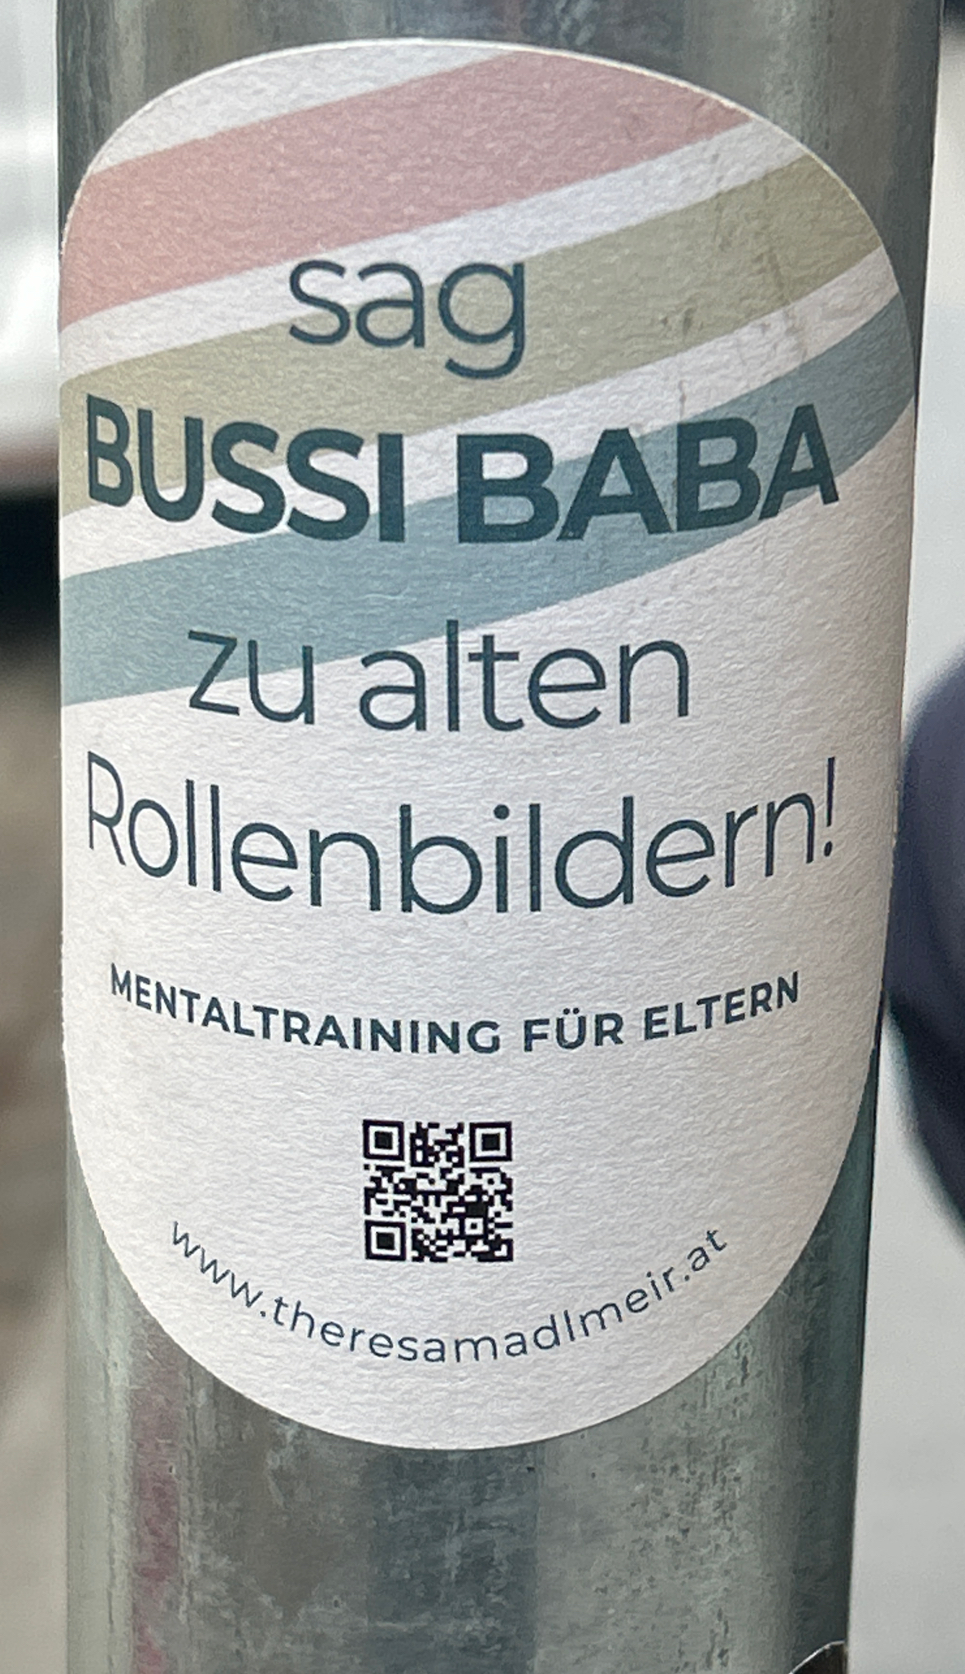 sag
BUSSI BABA
zu alten
Rollenbildern!
MENTALTRAINING FÜR ELTERN
www.theresamadlmeir.at